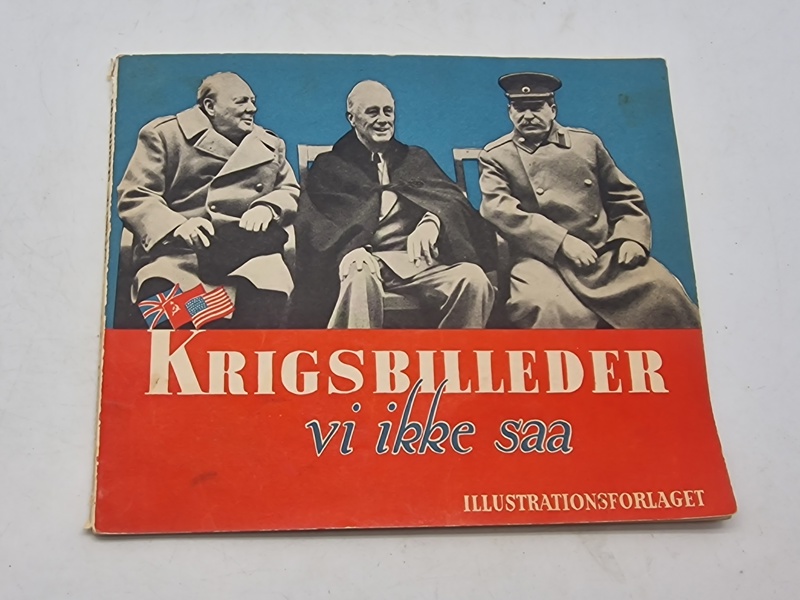 KRIGSBILLEDER
vi ikke saa
ILLUSTRATIONSFORLAGET